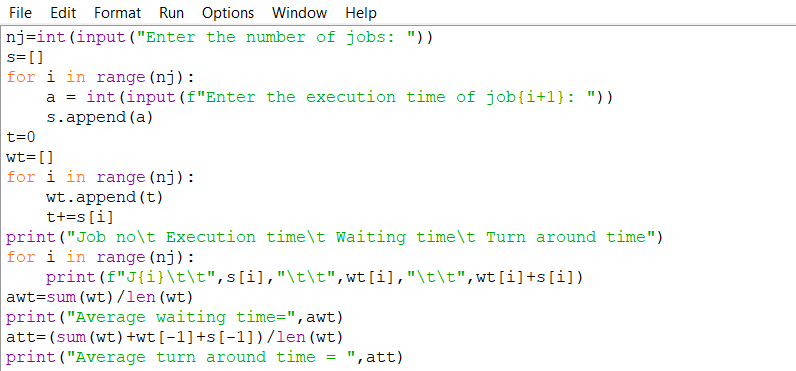 File Edit Format Run Options Window Help
nj=int(input("Enter the number of jobs: "))
s=[]
for i in range(nj):
    a = int(input(f"Enter the execution time of job{i+1}: "))
    s.append(a)
t=0
wt=[]
for i in range(nj):
    wt.append(t)
    t+=s[i]
print("Job no\t Execution time\t Waiting time\t Turn around time")
for i in range(nj):
    print(f"J{i}\t\t",s[i],"\t\t",wt[i],"\t\t",wt[i]+s[i])
awt=sum(wt)/len(wt)
print("Average waiting time=",awt)
att=(sum(wt)+wt[-1]+s[-1])/len(wt)
print("Average turn around time = ",att)